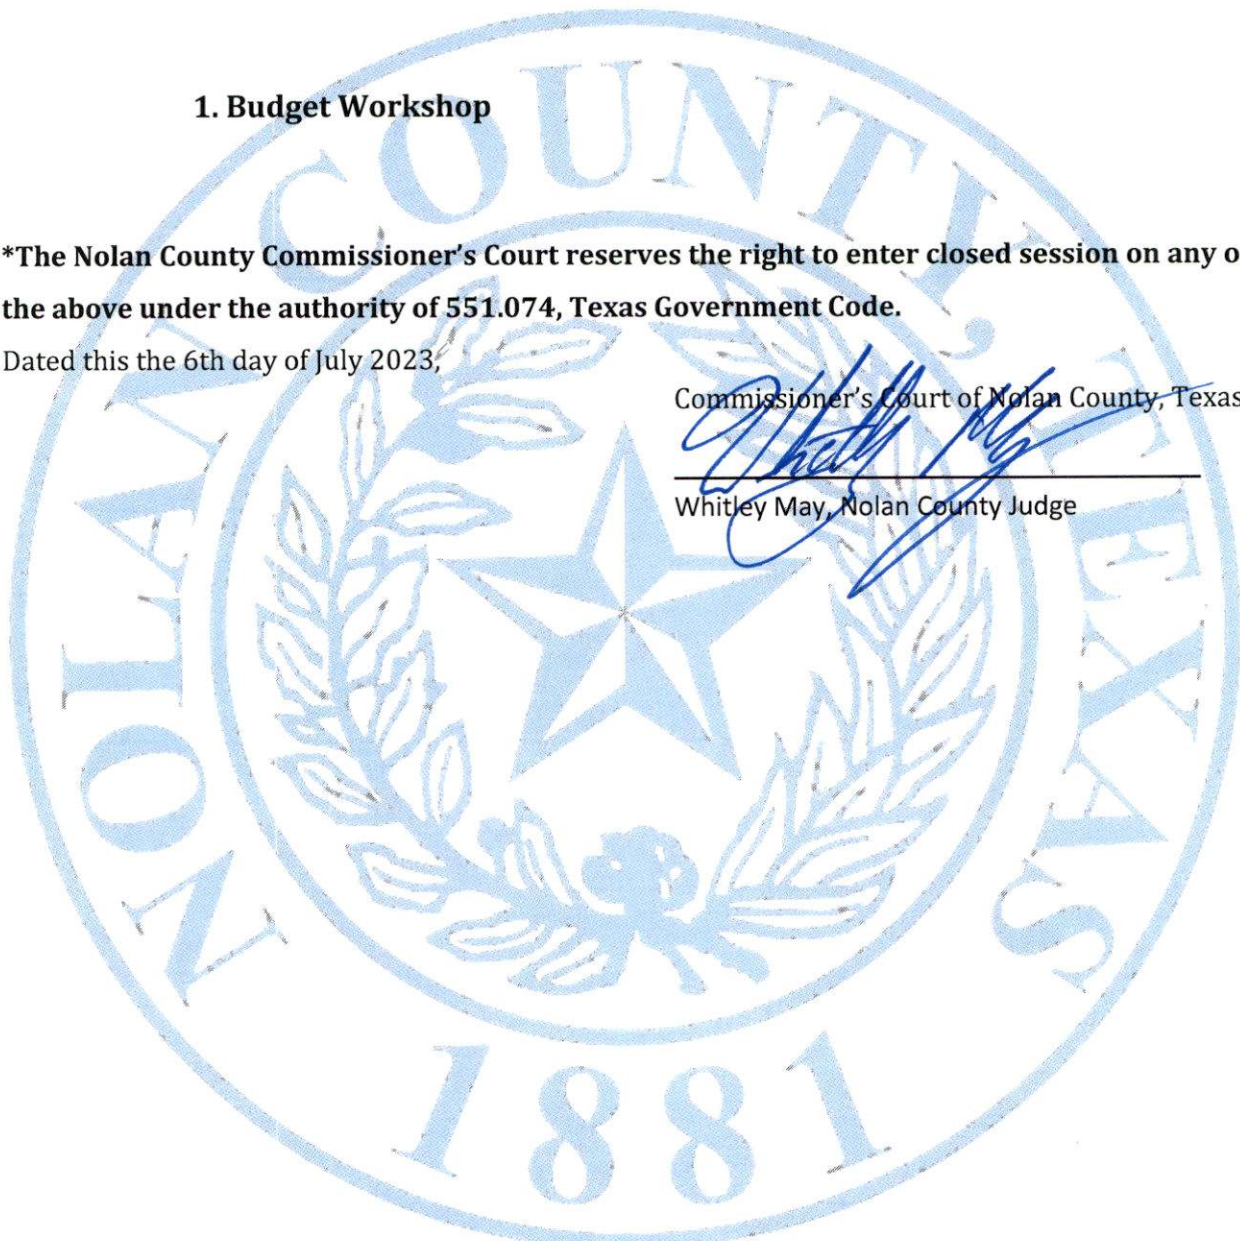 1. Budget Workshop
*The Nolan County Commissioner's Court reserves the right to enter closed session on any o
the above under the authority of 551.074, Texas Government Code.
Dated this the 6th day of July 2023,
Commissioner's Court of Nolan County, Texas
Whitley May
Whitley May, Nolan County Judge
NOLAN COUNTY, TEXAS
1881